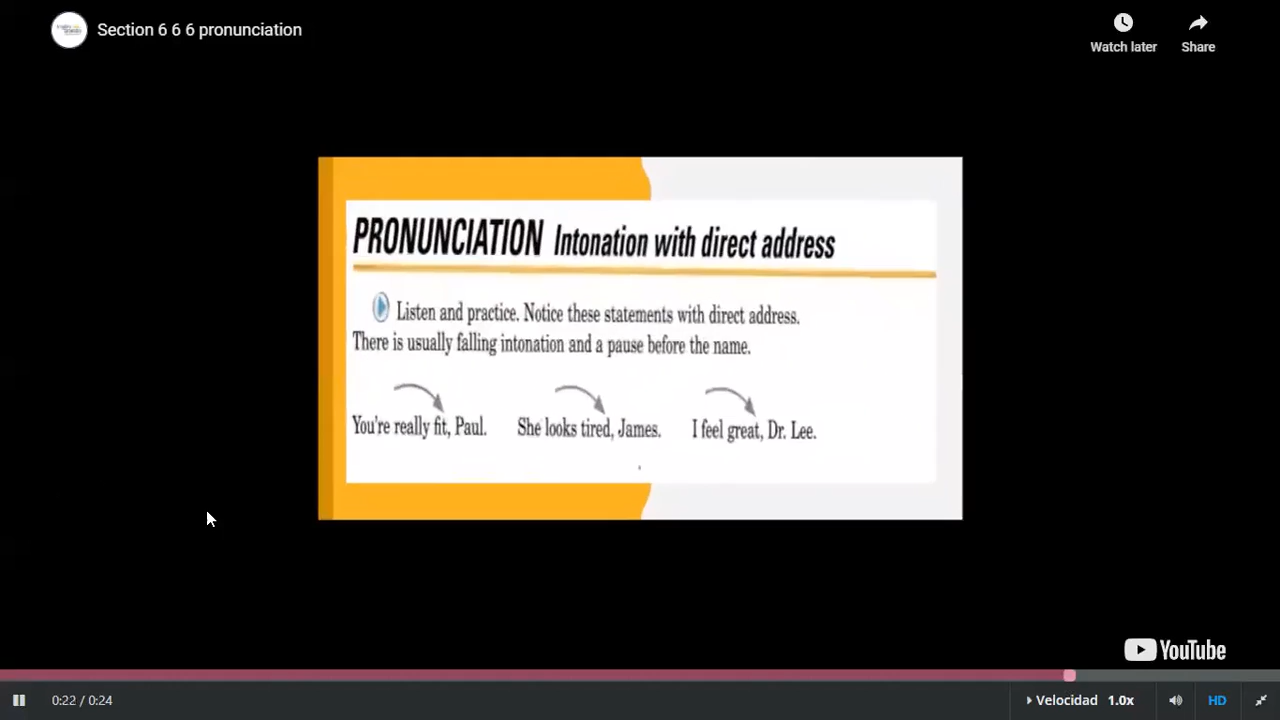 Section 6 6 6 pronunciation
Watch later
Share
PRONUNCIATION Intonation with direct address
Listen and practice. Notice these statements with direct address.
There is usually falling intonation and a pause before the name.
You're really fit, Paul. She looks tired, James. I feel great, Dr. Lee.
YouTube
0:22 / 0:24
Velocidad 1.0x
HD